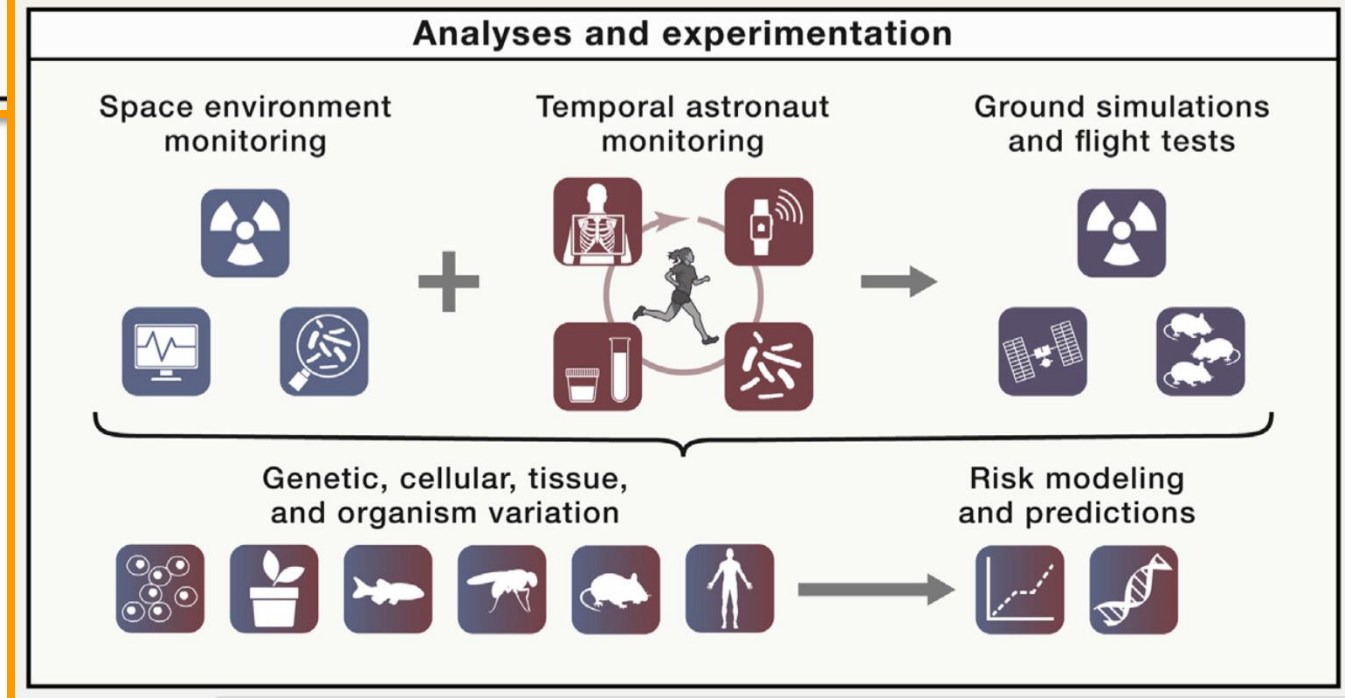 Analyses and experimentation
Space environment
monitoring
Temporal astronaut
monitoring
Ground simulations
and flight tests
Genetic, cellular, tissue,
and organism variation
Risk modeling
and predictions